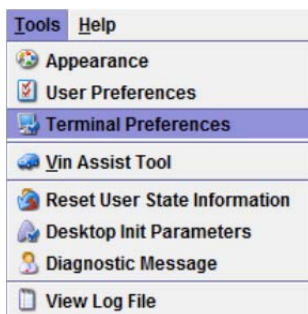 Tools Help
Appearance
User Preferences
Terminal Preferences
Vin Assist Tool
Reset User State Information
Desktop Init Parameters
Diagnostic Message
View Log File